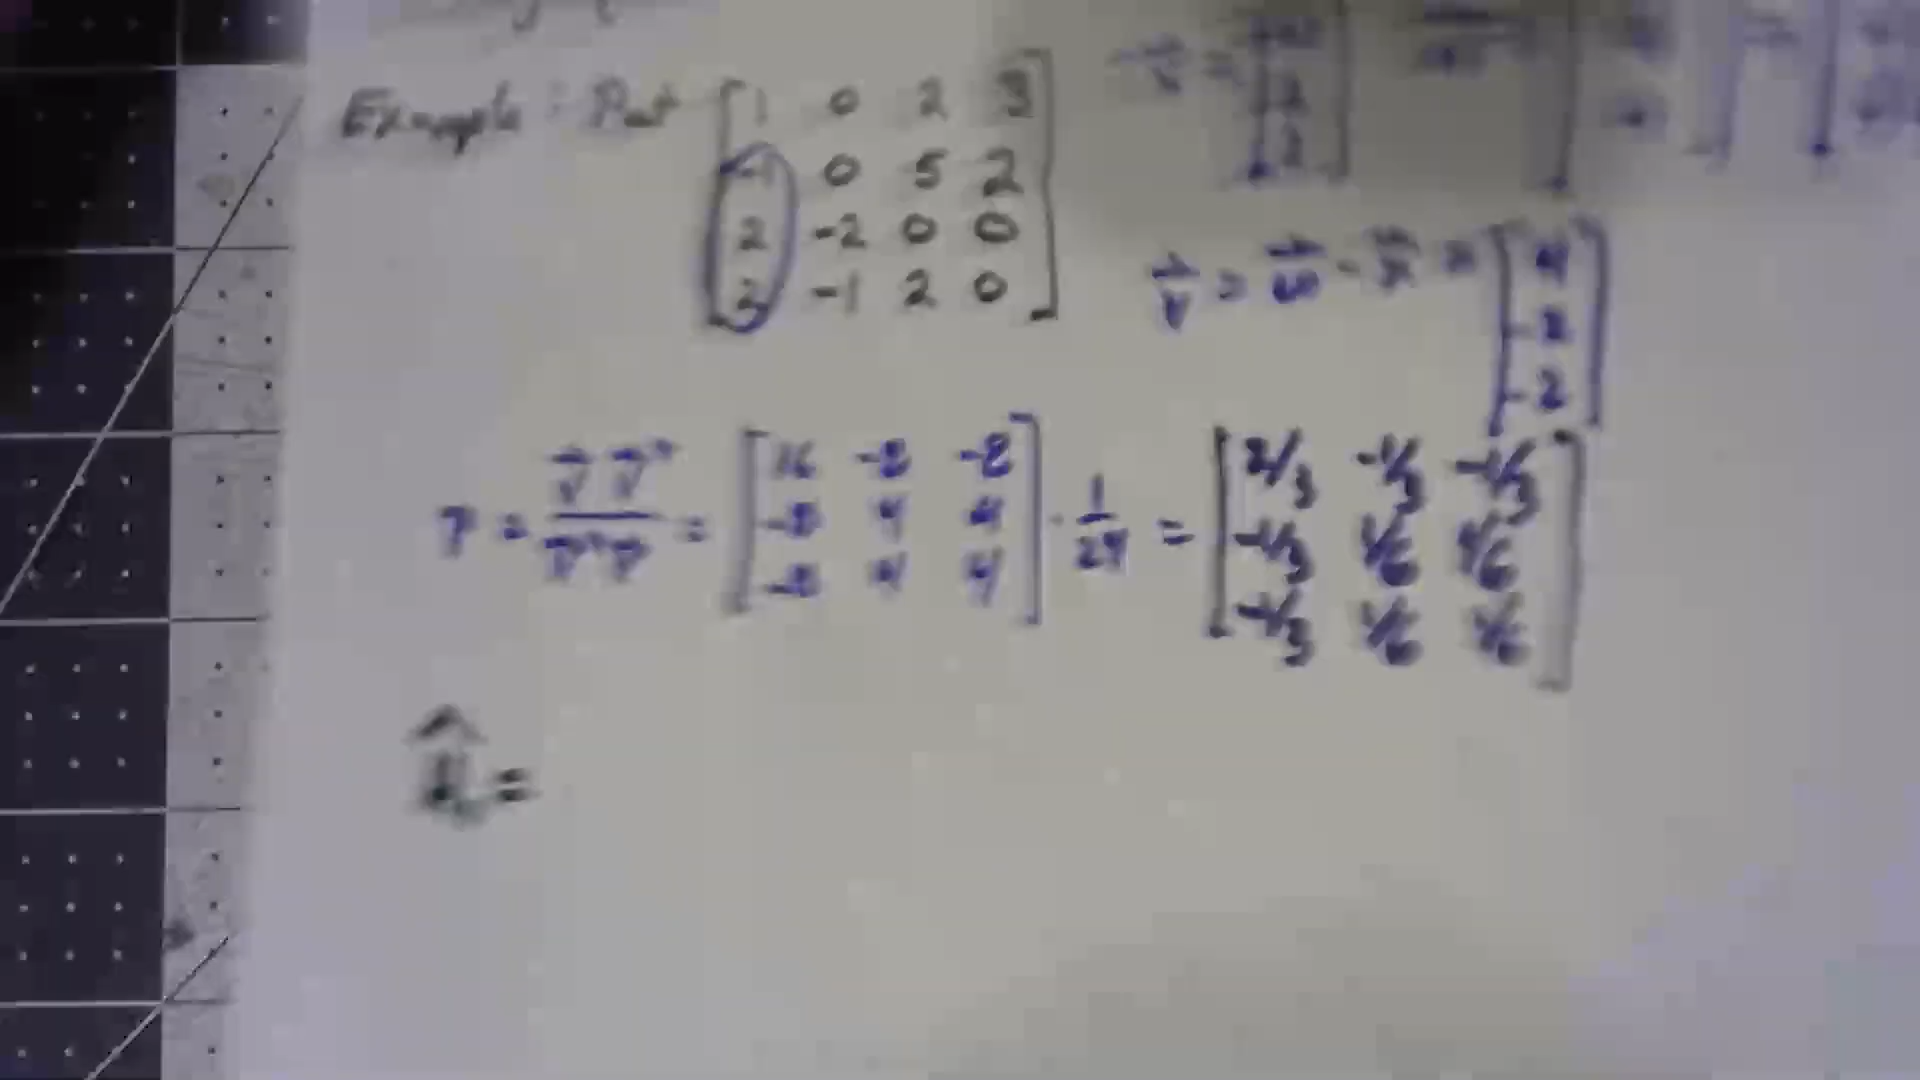 Example: Put [1 0 2 3
-1 0 5 2
2 -2 0 0
2 -1 2 0]
v = w - x = [4
-2
-2]
P = v vᵀ / vᵀ v = [16 -8 -8
-8 4 4
-8 4 4] · 1/24 = [2/3 -1/3 -1/3
-1/3 1/6 1/6
-1/3 1/6 1/6]